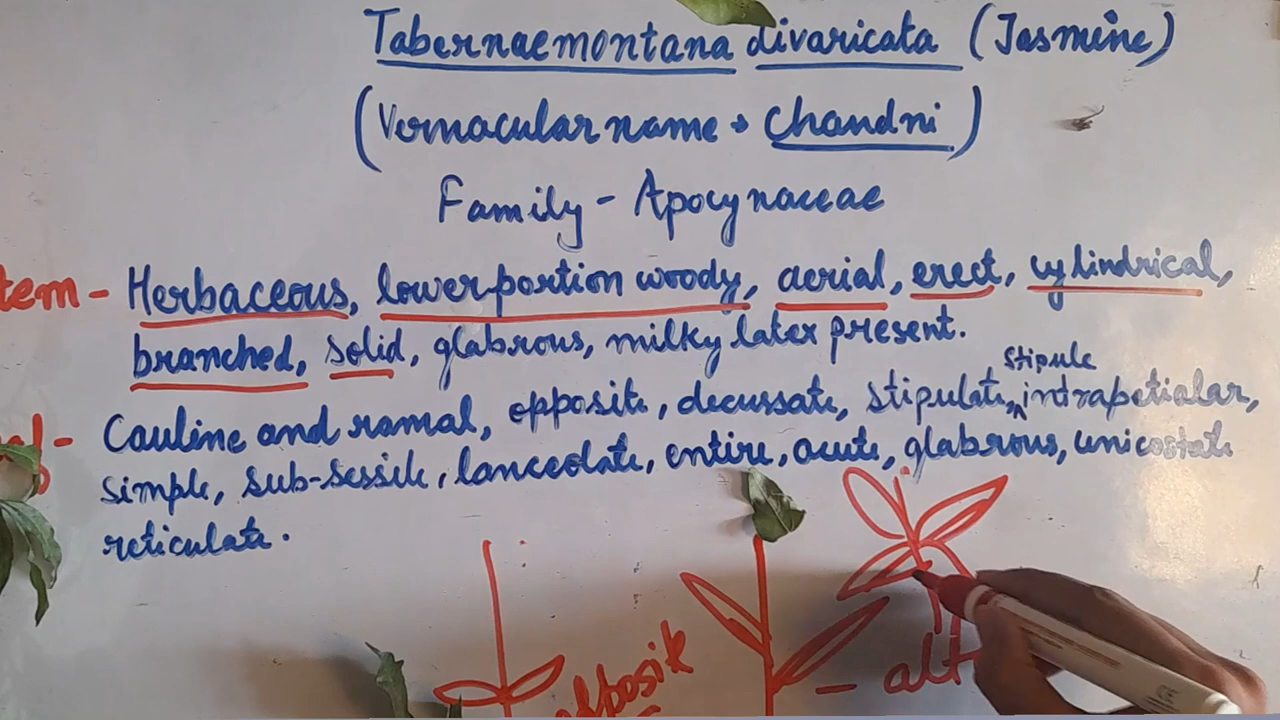 Tabernaemontana divaricata (Jasmine)
(Vernacular name → Chandni)
Family - Apocynaceae
tem - Herbaceous, lower portion woody, aerial, erect, cylindrical,
branched, solid, glabrous, milky latex present.
stipule
Cauline and ramal, opposite, decussate, stipulate, intrapetialar,
simple, sub-sessile, lanceolate, entire, acute, glabrous, unicostate
reticulate.
opposite
- alt